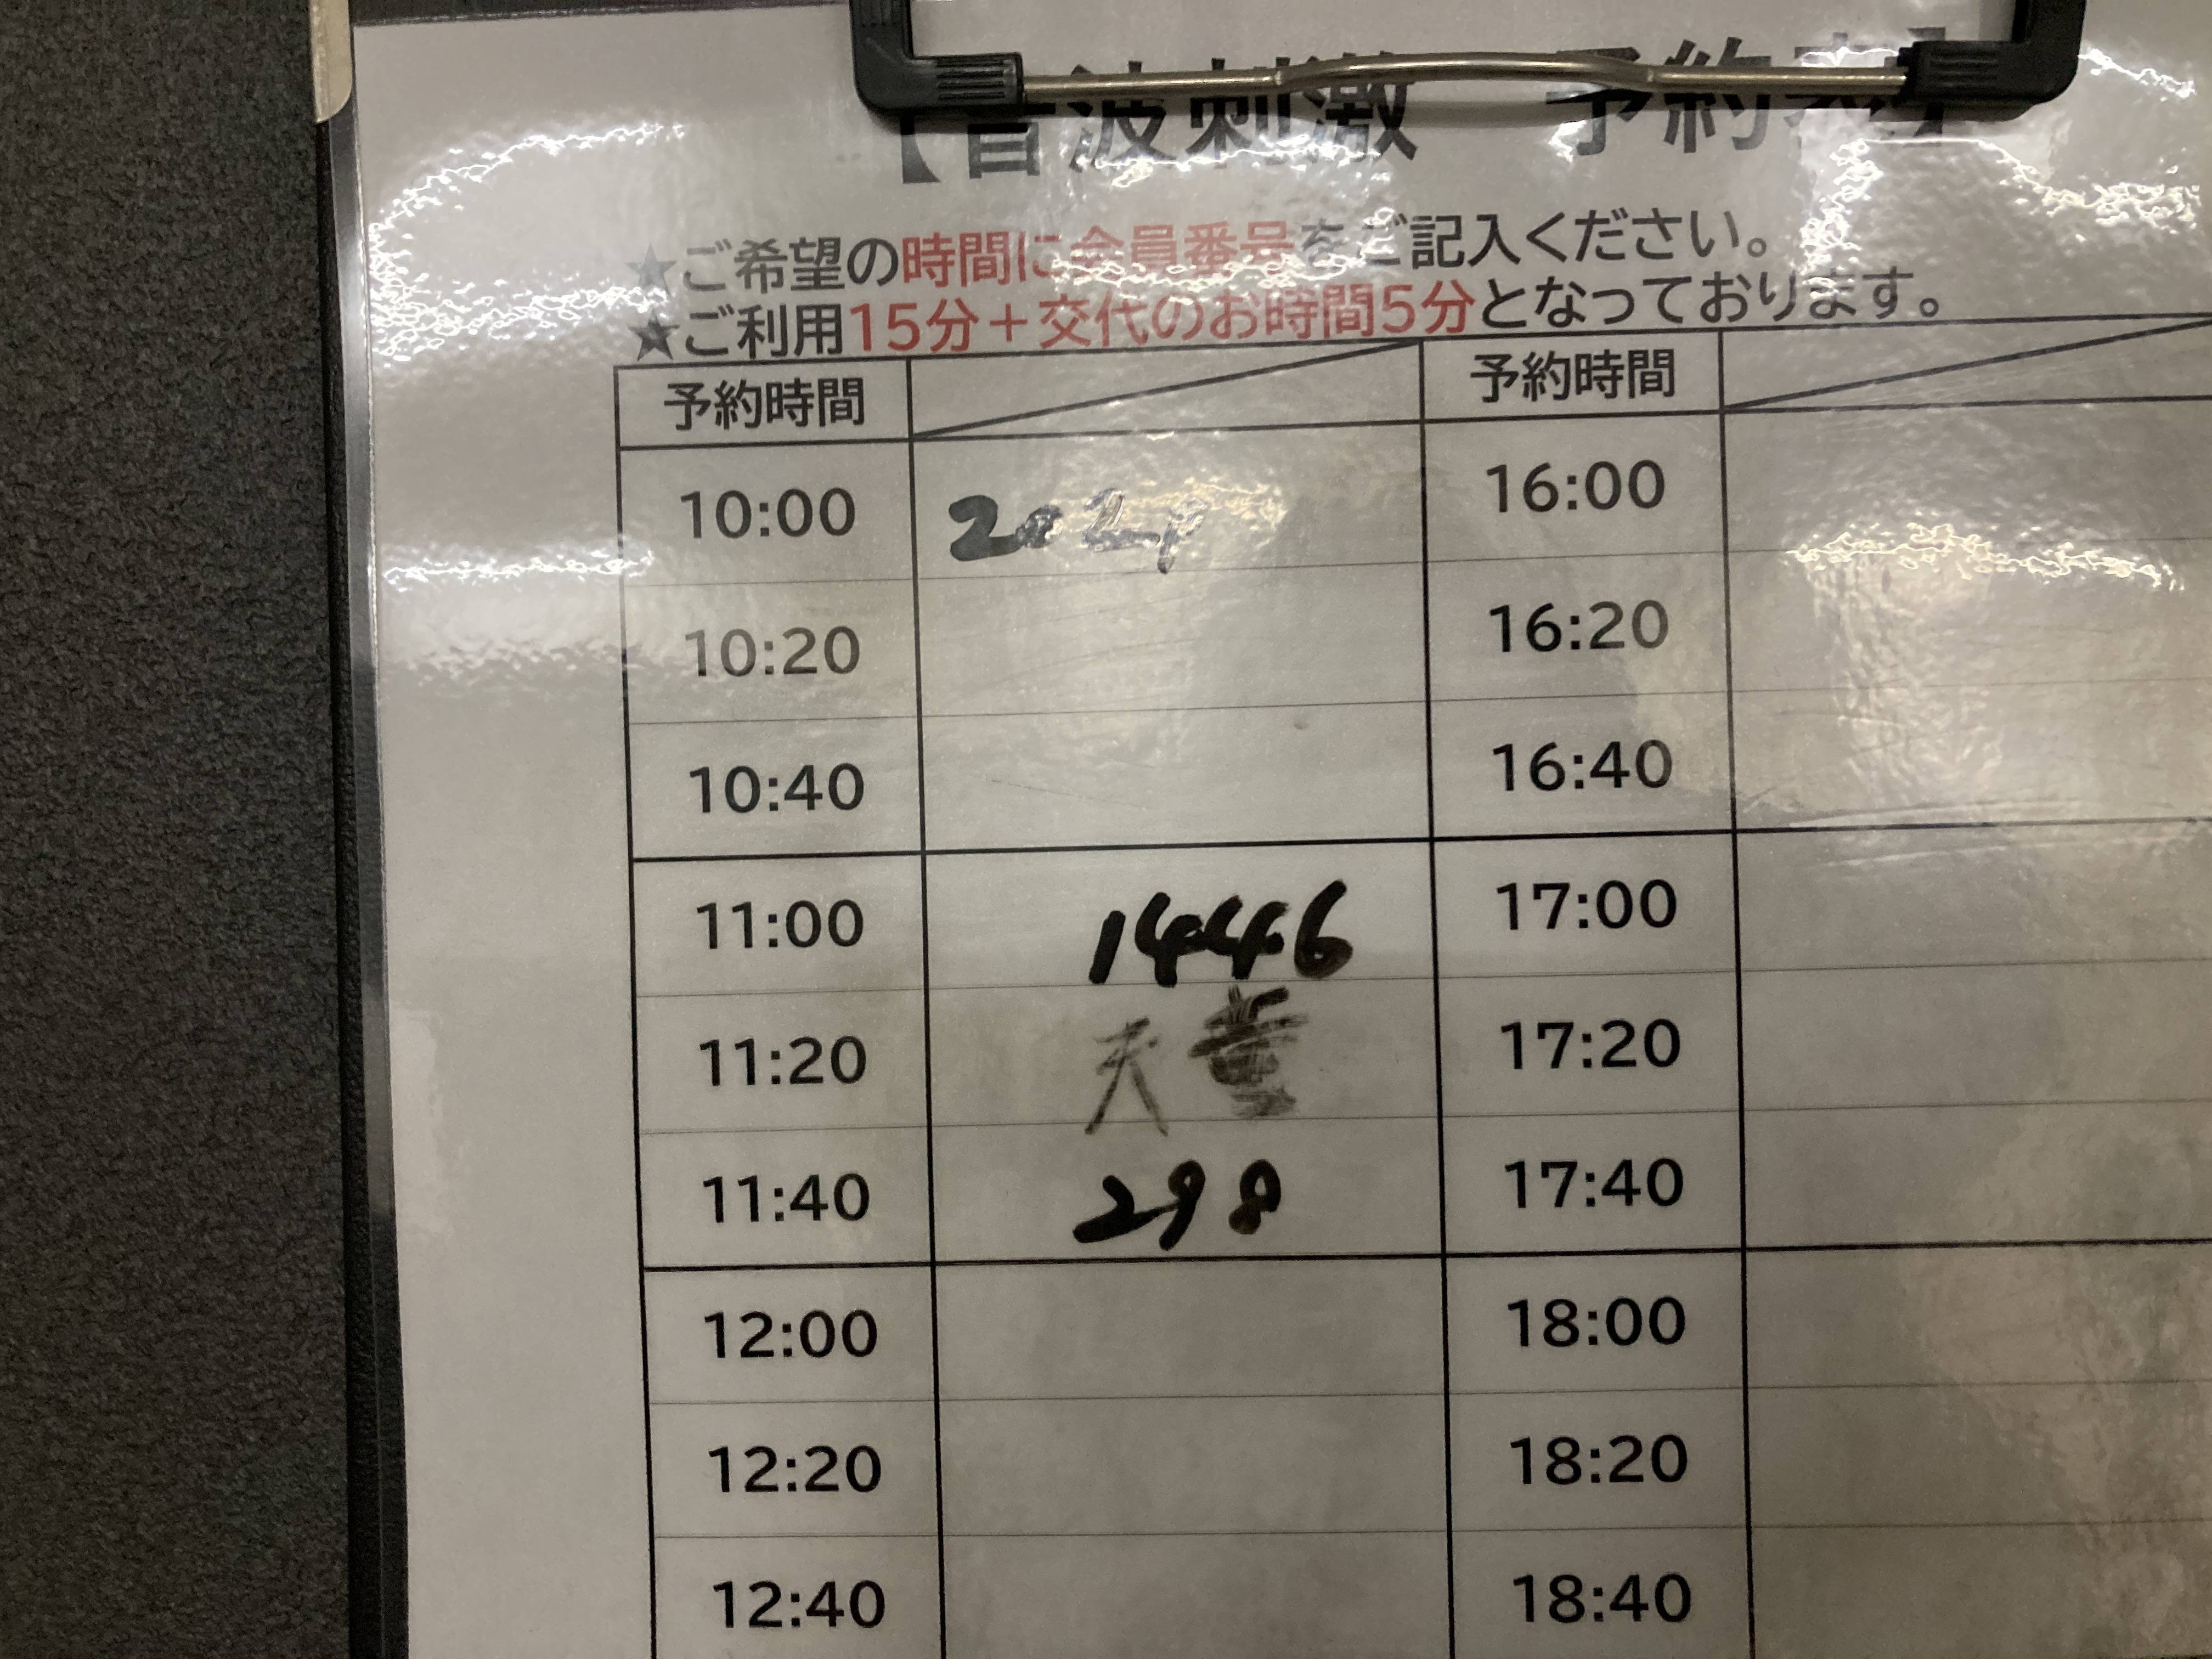 【音波刺激 予約表】
★ご希望の時間に会員番号をご記入ください。
★ご利用15分＋交代のお時間5分となっております。
予約時間 予約時間
10:00 16:00
10:20 16:20
10:40 16:40
11:00 1446 17:00
11:20 17:20
11:40 298 17:40
12:00 18:00
12:20 18:20
12:40 18:40